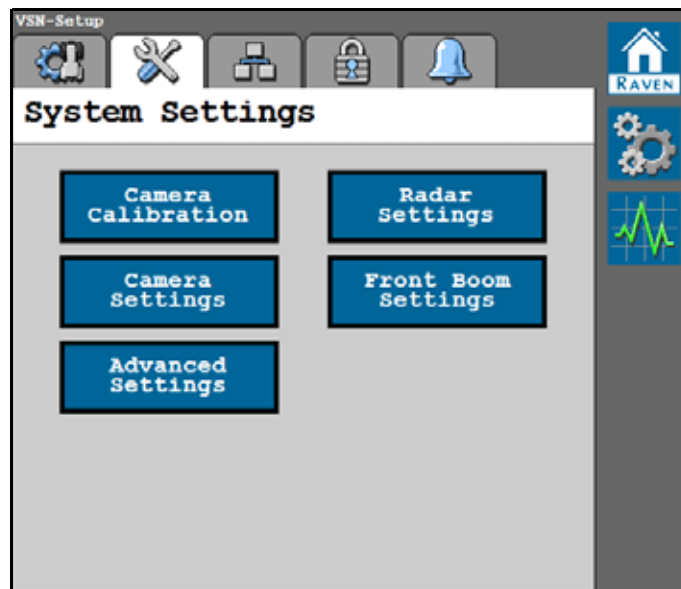 VSN-Setup
RAVEN
System Settings
Camera
Calibration
Radar
Settings
Camera
Settings
Front Boom
Settings
Advanced
Settings